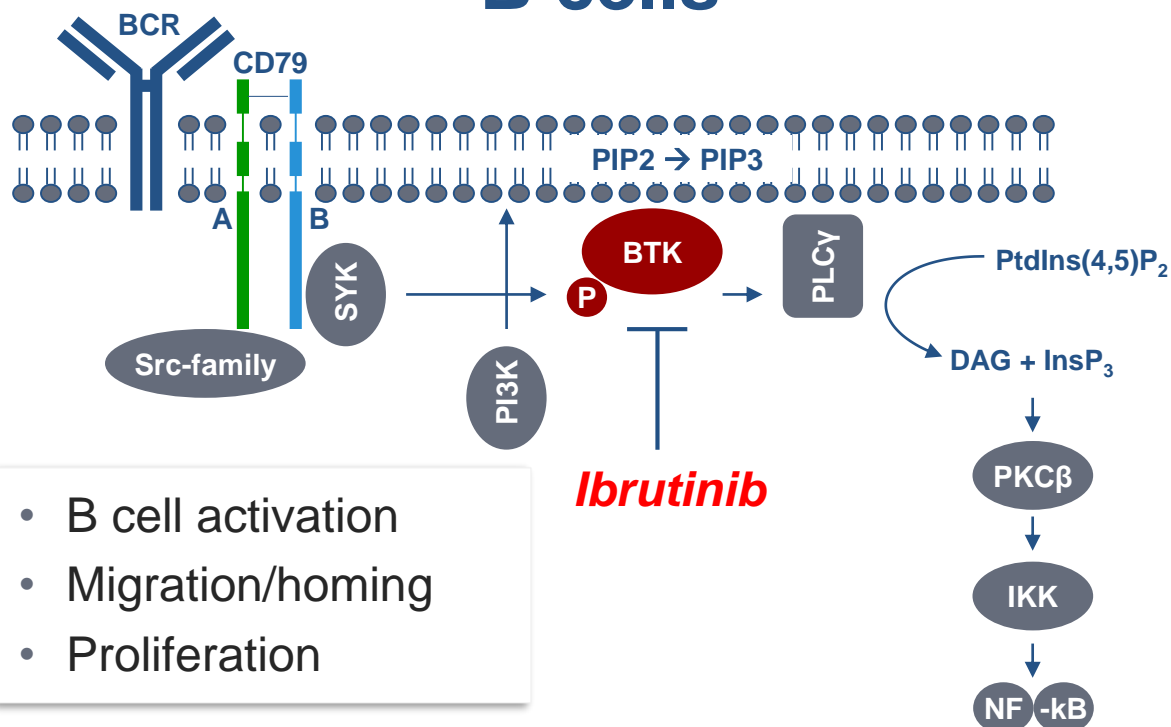 B cells
BCR
CD79
PIP2 → PIP3
A
B
SYK
BTK
P
PLCγ
PtdIns(4,5)P₂
Src-family
PI3K
DAG + InsP₃
Ibrutinib
PKCβ
IKK
NF -kB
• B cell activation
• Migration/homing
• Proliferation